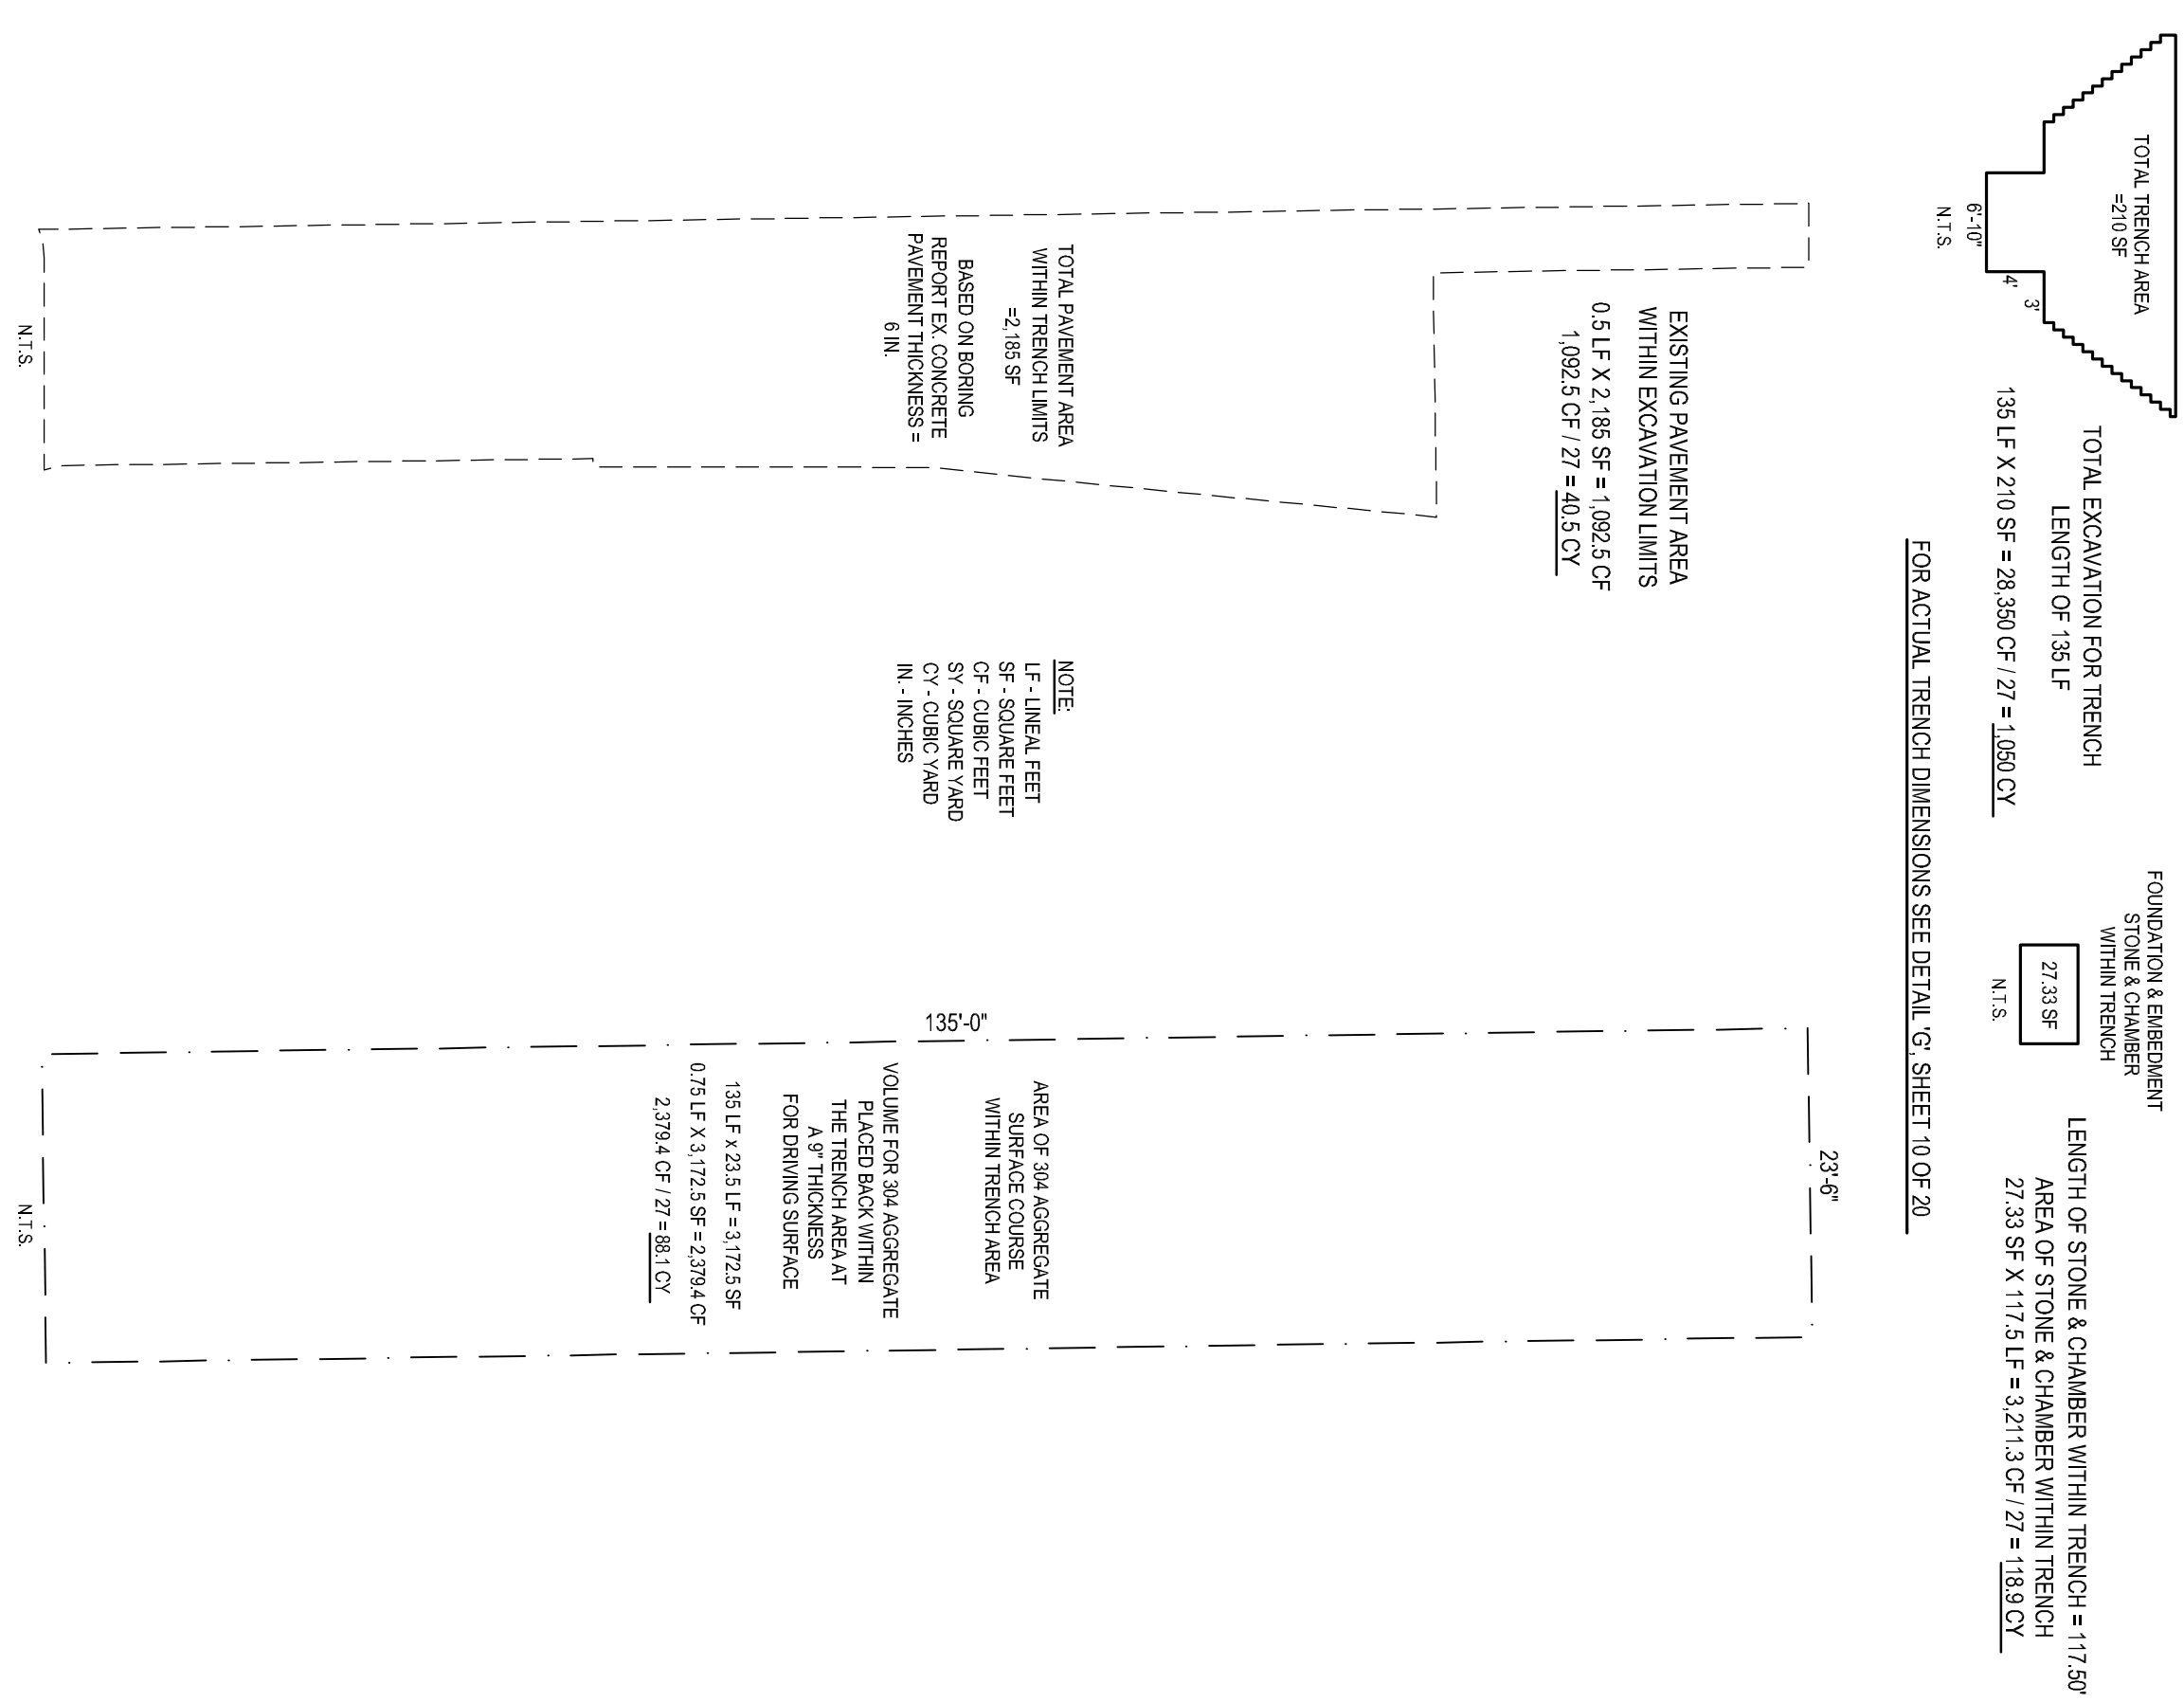 TOTAL TRENCH AREA
=210 SF
3'
4'
6'-10"
N.T.S.
TOTAL EXCAVATION FOR TRENCH
LENGTH OF 135 LF
135 LF X 210 SF = 28,350 CF / 27 = 1,050 CY
FOUNDATION & EMBEDMENT
STONE & CHAMBER
WITHIN TRENCH
27.33 SF
N.T.S.
LENGTH OF STONE & CHAMBER WITHIN TRENCH = 117.50'
AREA OF STONE & CHAMBER WITHIN TRENCH
27.33 SF X 117.5 LF = 3,211.3 CF / 27 = 118.9 CY
FOR ACTUAL TRENCH DIMENSIONS SEE DETAIL 'G', SHEET 10 OF 20
EXISTING PAVEMENT AREA
WITHIN EXCAVATION LIMITS
0.5 LF X 2,185 SF = 1,092.5 CF
1,092.5 CF / 27 = 40.5 CY
TOTAL PAVEMENT AREA
WITHIN TRENCH LIMITS
=2,185 SF
BASED ON BORING
REPORT EX. CONCRETE
PAVEMENT THICKNESS =
6 IN.
N.T.S.
NOTE:
LF - LINEAL FEET
SF - SQUARE FEET
CF - CUBIC FEET
SY - SQUARE YARD
CY - CUBIC YARD
IN. - INCHES
23'-6"
135'-0"
AREA OF 304 AGGREGATE
SURFACE COURSE
WITHIN TRENCH AREA
VOLUME FOR 304 AGGREGATE
PLACED BACK WITHIN
THE TRENCH AREA AT
A 9" THICKNESS
FOR DRIVING SURFACE
135 LF x 23.5 LF = 3,172.5 SF
0.75 LF X 3,172.5 SF = 2,379.4 CF
2,379.4 CF / 27 = 88.1 CY
N.T.S.